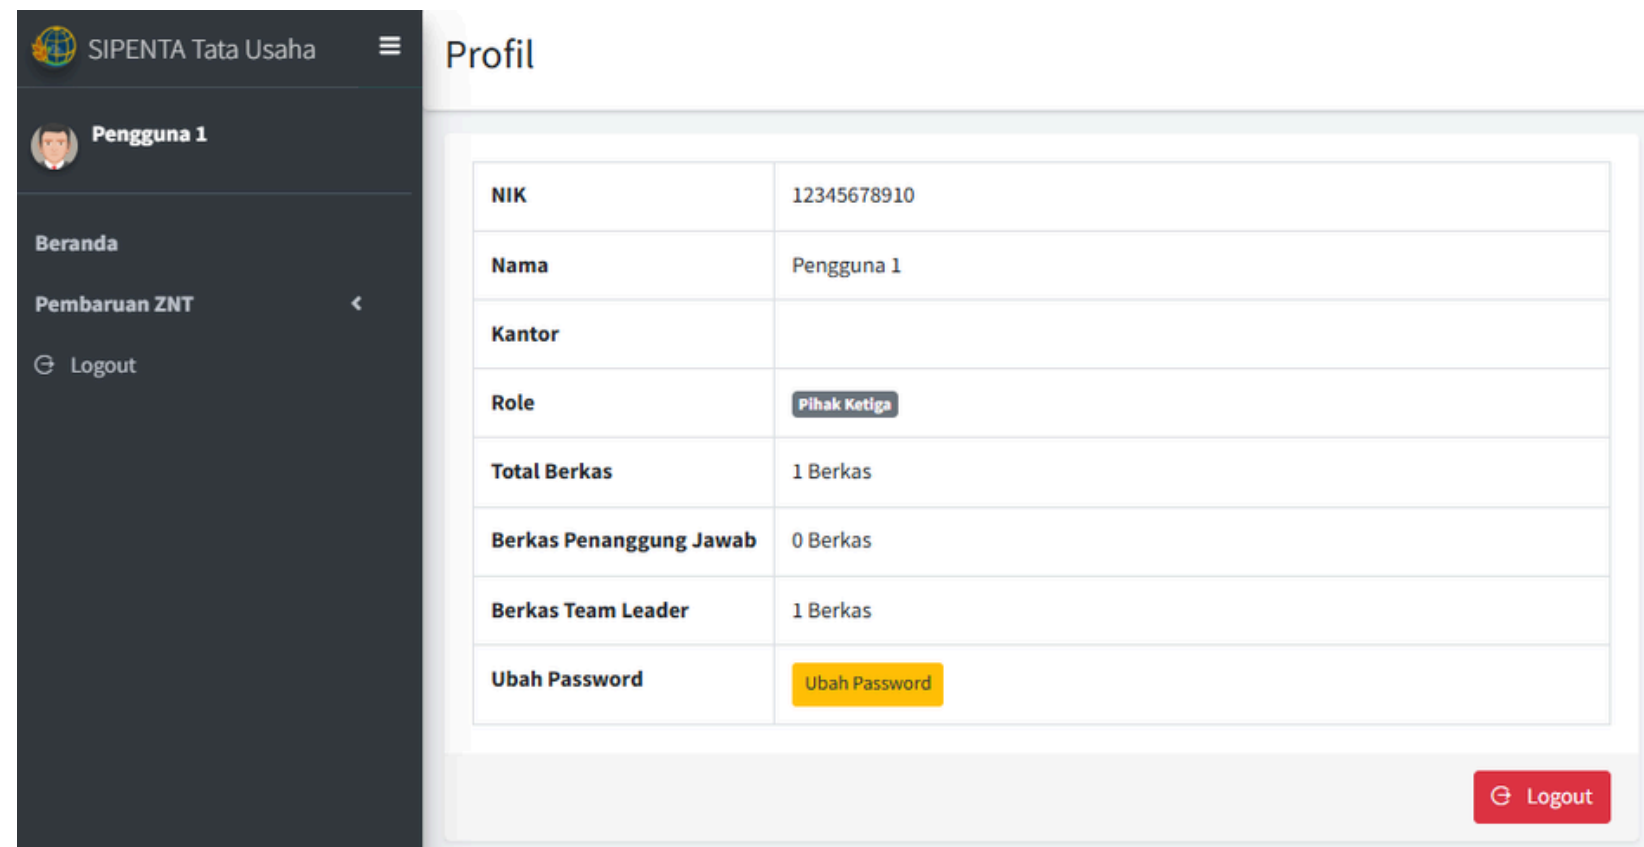 SIPENTA Tata Usaha
Pengguna 1
Beranda
Pembaruan ZNT
Logout
Profil
NIK 12345678910
Nama Pengguna 1
Kantor
Role Pihak Ketiga
Total Berkas 1 Berkas
Berkas Penanggung Jawab 0 Berkas
Berkas Team Leader 1 Berkas
Ubah Password Ubah Password
Logout